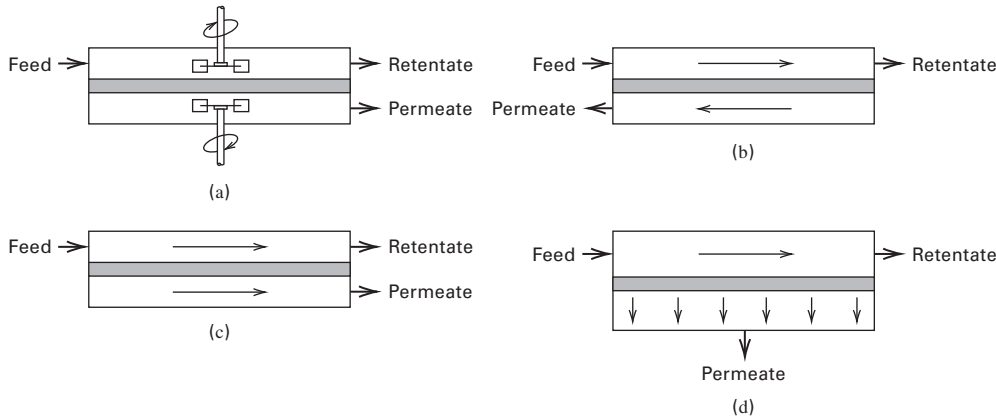 Feed
Retentate
Permeate
(a)
Feed
Retentate
Permeate
(b)
Feed
Retentate
Permeate
(c)
Feed
Retentate
Permeate
(d)